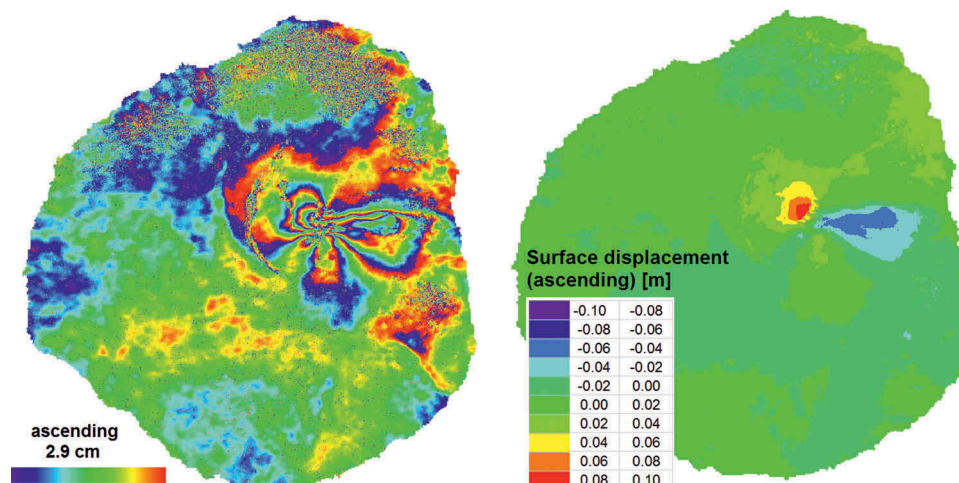 ascending
2.9 cm
Surface displacement
(ascending) [m]
-0.10 -0.08
-0.08 -0.06
-0.06 -0.04
-0.04 -0.02
-0.02 0.00
0.00 0.02
0.02 0.04
0.04 0.06
0.06 0.08
0.08 0.10